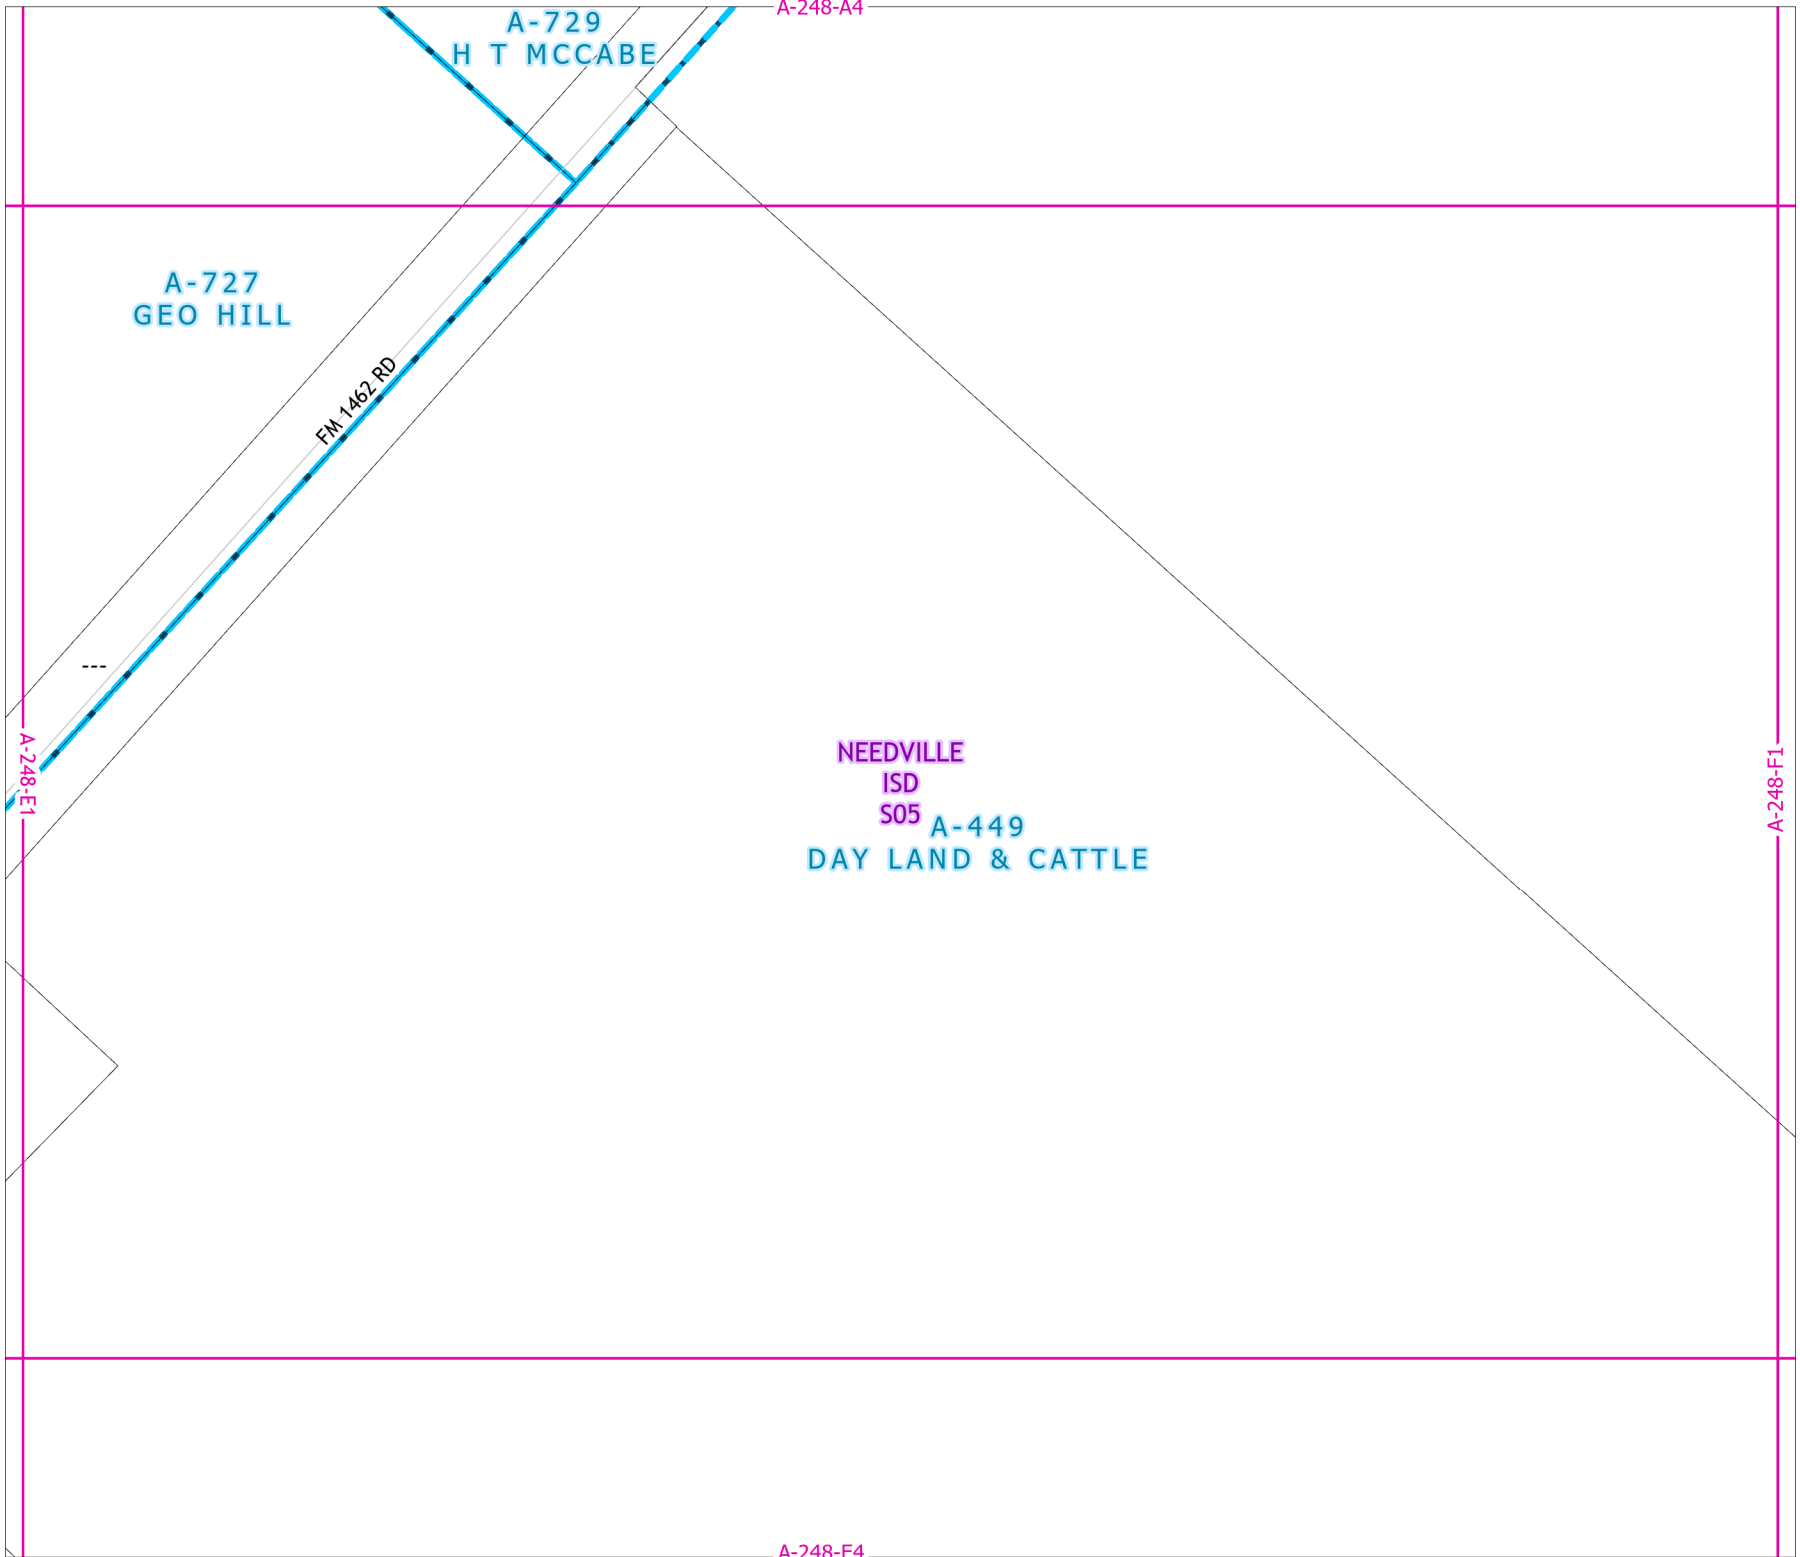 A-248-A4
A-729
H T MCCABE
A-727
GEO HILL
FM 1462 RD
---
A-248-E1
NEEDVILLE
ISD
S05
A-449
DAY LAND & CATTLE
A-248-F1
A-248-E4